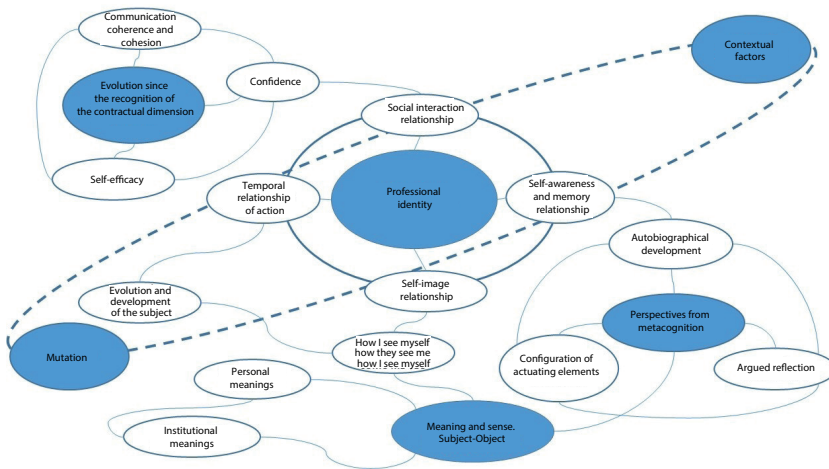 Communication
coherence and
cohesion
Contextual
factors
Evolution since
the recognition of
the contractual dimension
Confidence
Social interaction
relationship
Self-efficacy
Temporal
relationship
of action
Professional
identity
Self-awareness
and memory
relationship
Autobiographical
development
Self-image
relationship
Evolution and
development
of the subject
Perspectives from
metacognition
Mutation
How I see myself
how they see me
how I see myself
Personal
meanings
Configuration of
actuating elements
Argued reflection
Institutional
meanings
Meaning and sense.
Subject-Object